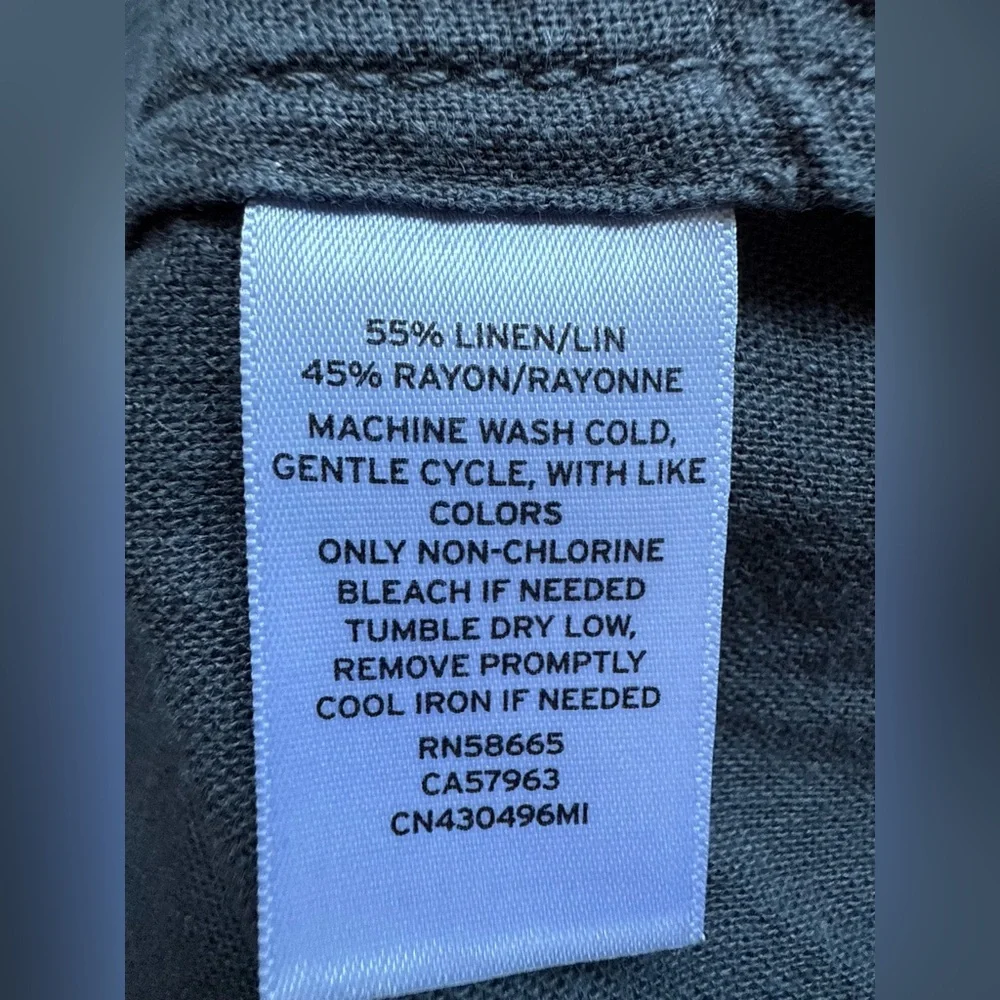 55% LINEN/LIN
45% RAYON/RAYONNE
MACHINE WASH COLD,
GENTLE CYCLE, WITH LIKE
COLORS
ONLY NON-CHLORINE
BLEACH IF NEEDED
TUMBLE DRY LOW,
REMOVE PROMPTLY
COOL IRON IF NEEDED
RN58665
CA57963
CN430496MI